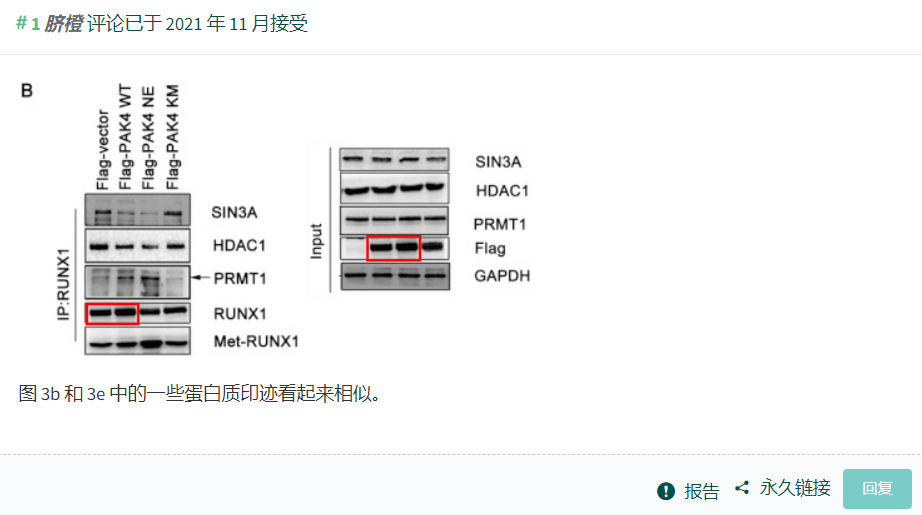 #1 脐橙 评论已于 2021 年 11 月接受
B
Flag-vector
Flag-PAK4 WT
Flag-PAK4 NE
Flag-PAK4 KM
IP:RUNX1
SIN3A
HDAC1
PRMT1
RUNX1
Met-RUNX1
Input
SIN3A
HDAC1
PRMT1
Flag
GAPDH
图 3b 和 3e 中的一些蛋白质印迹看起来相似。
报告
永久链接
回复